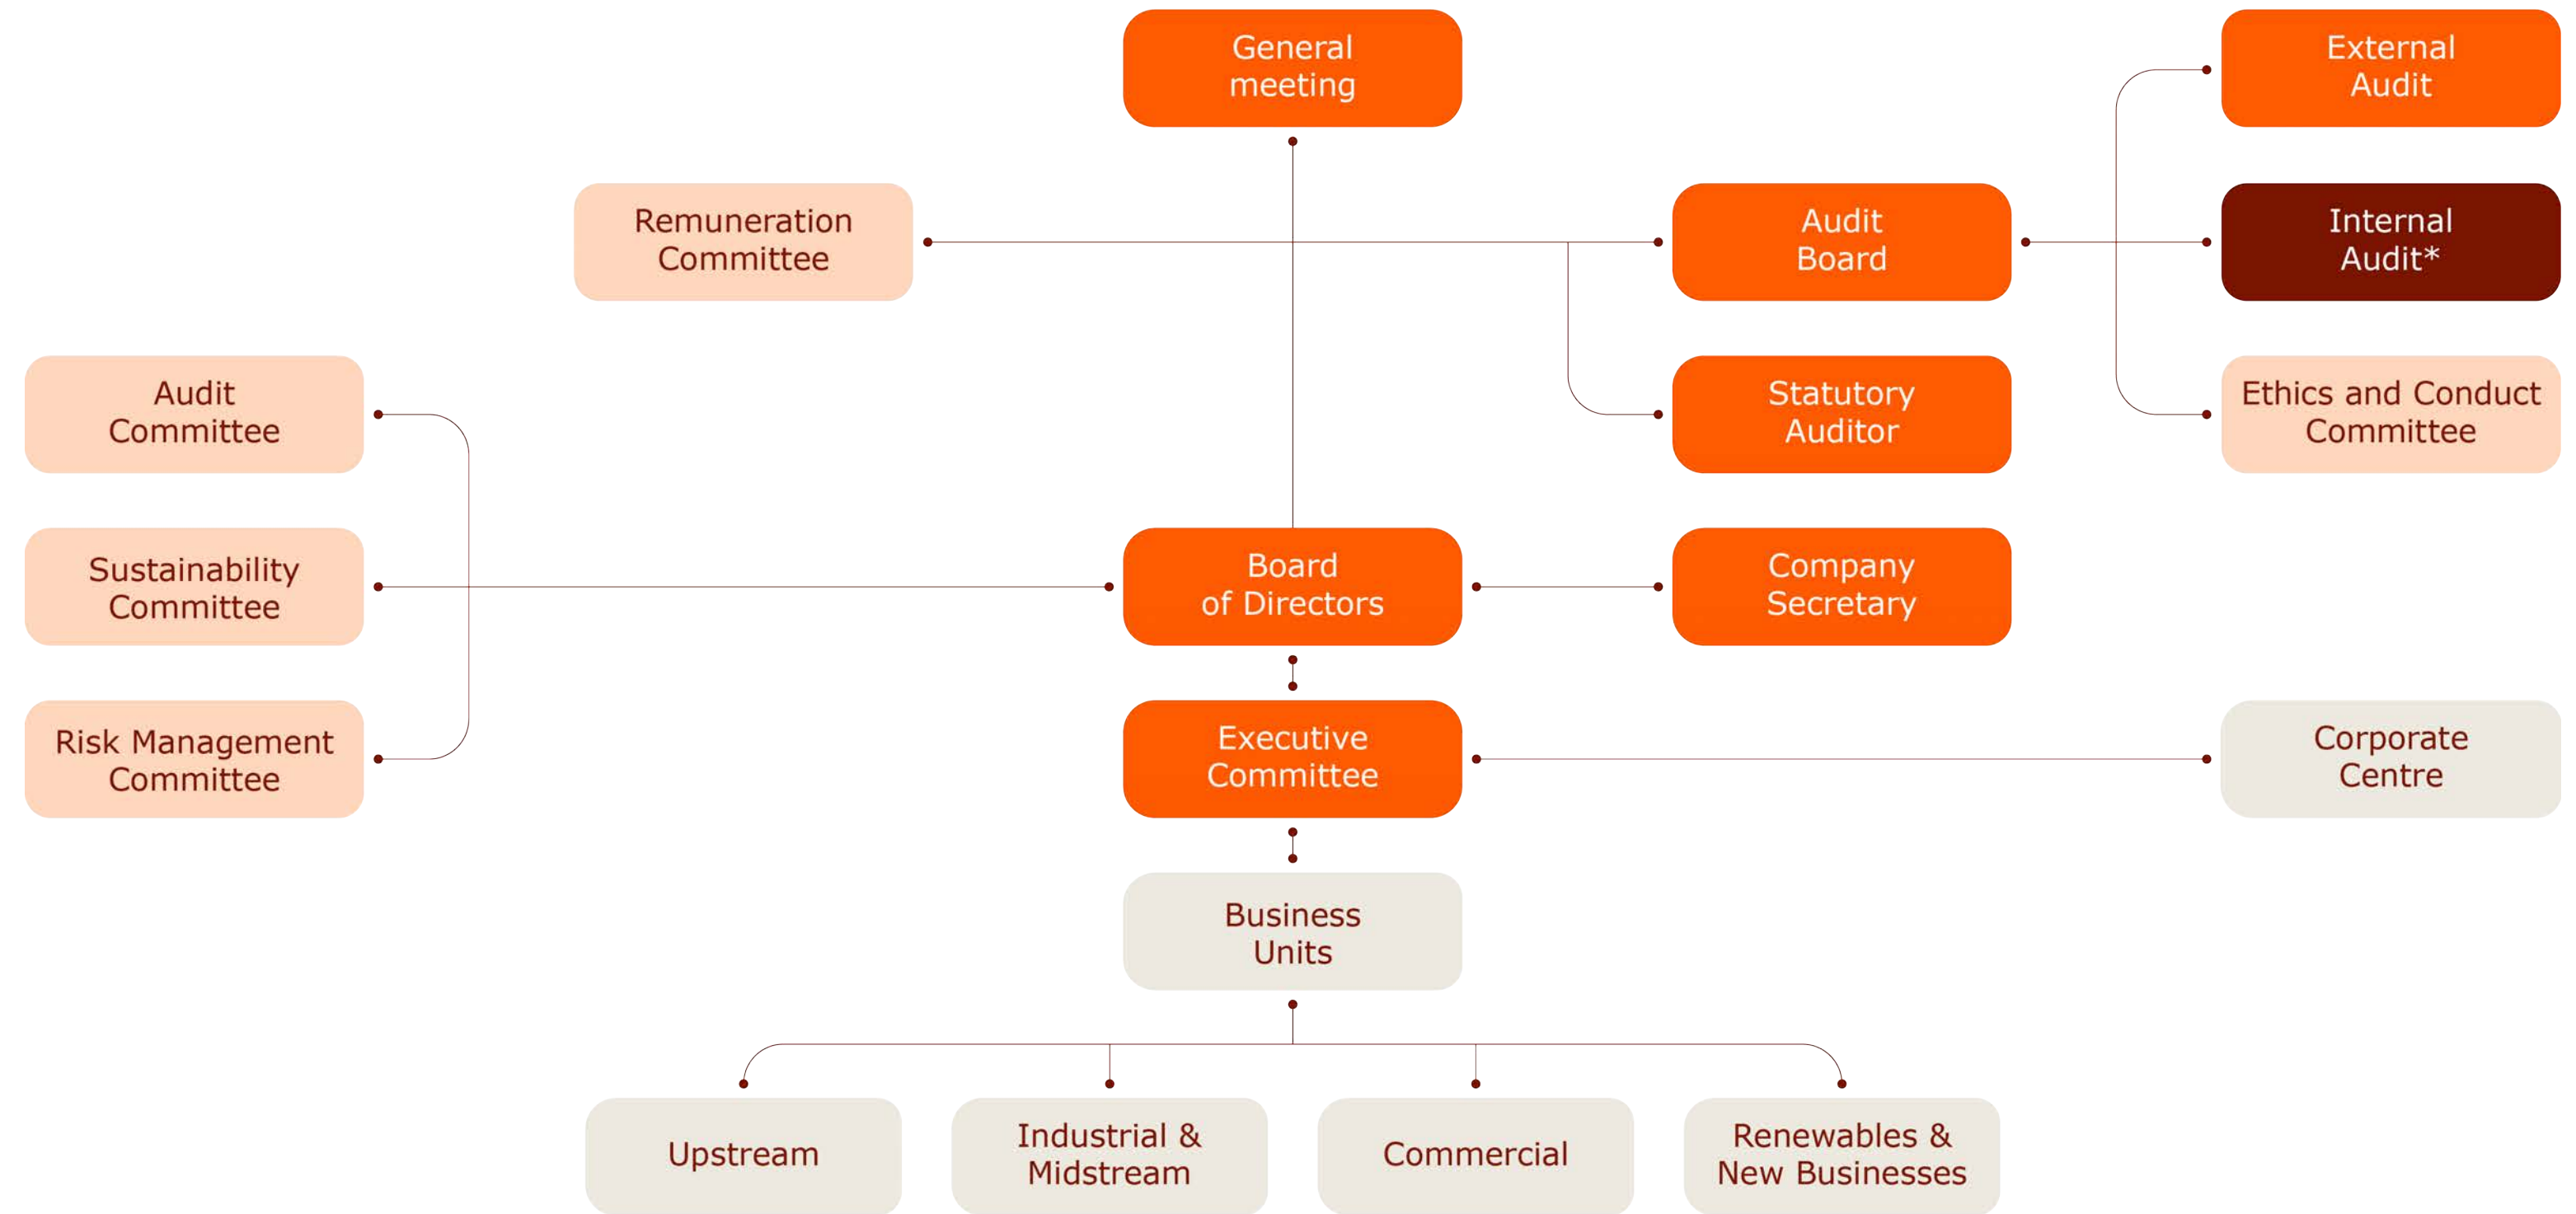 General
meeting
External
Audit
Remuneration
Committee
Audit
Board
Internal
Audit*
Audit
Committee
Statutory
Auditor
Ethics and Conduct
Committee
Sustainability
Committee
Board
of Directors
Company
Secretary
Risk Management
Committee
Executive
Committee
Corporate
Centre
Business
Units
Upstream
Industrial &
Midstream
Commercial
Renewables &
New Businesses